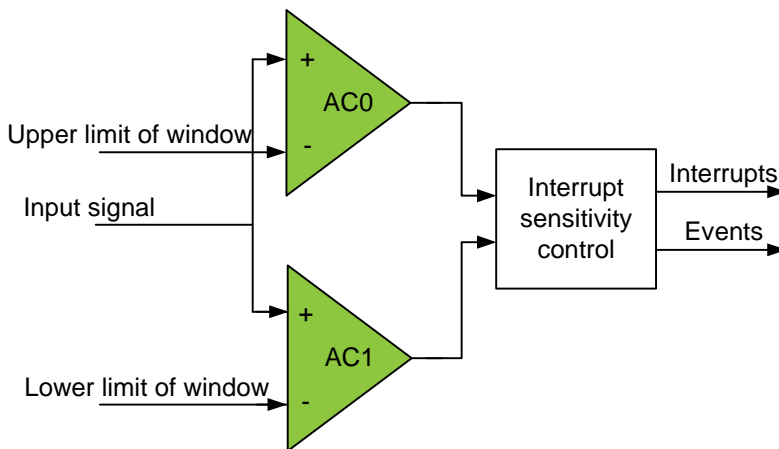 +
AC0
Upper limit of window
-
Input signal
Interrupt
sensitivity
control
Interrupts
Events
+
AC1
Lower limit of window
-